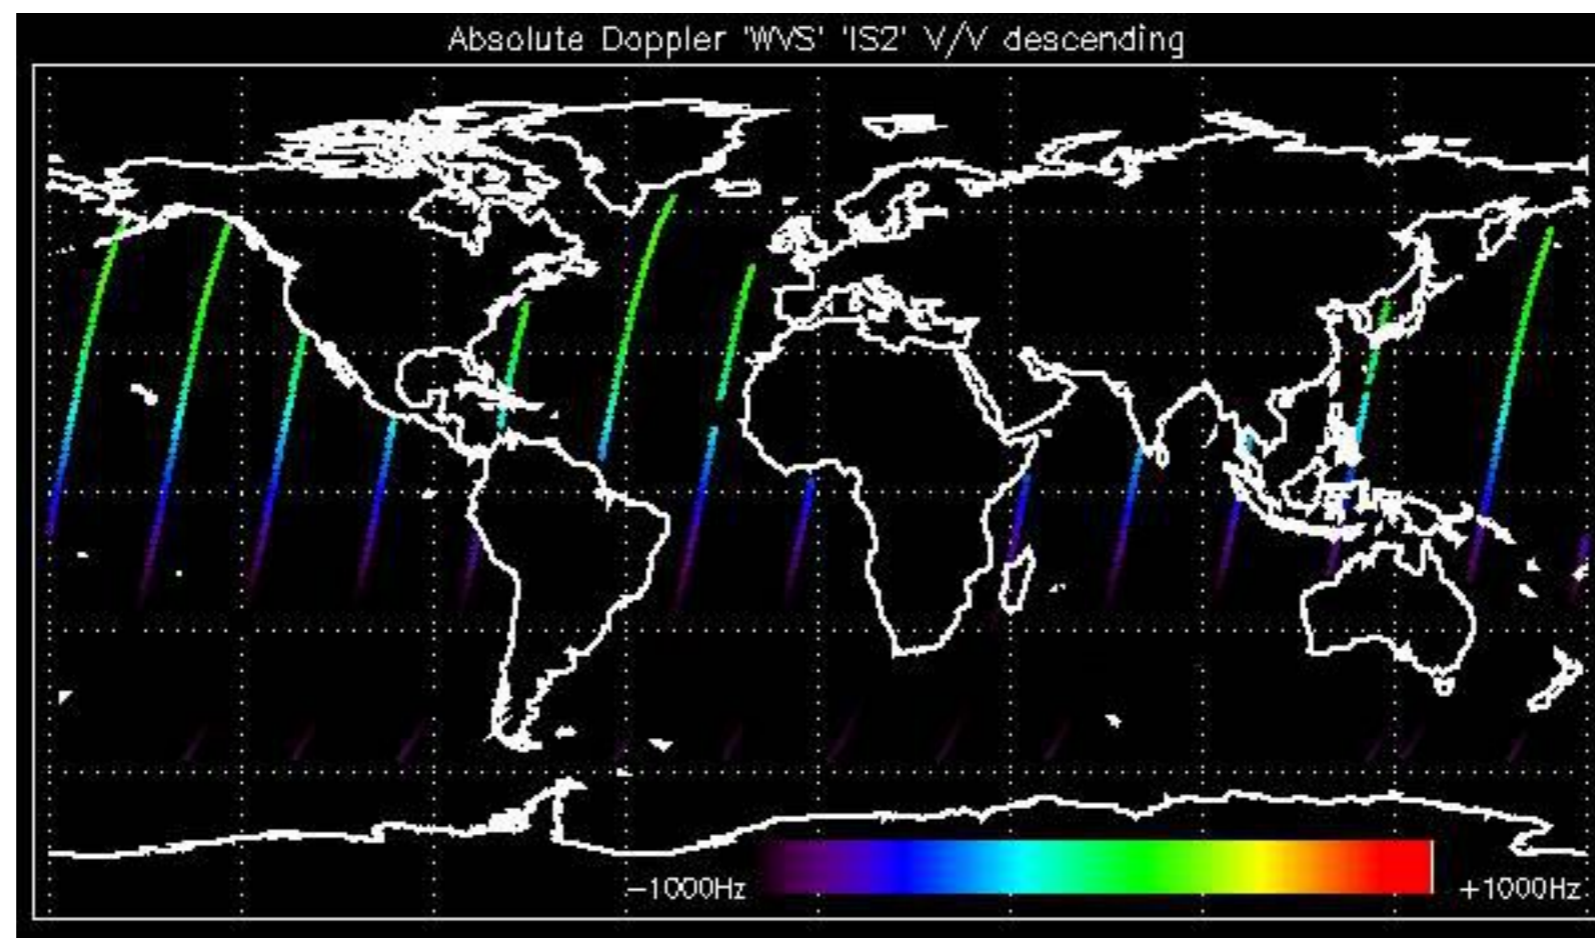 Absolute Doppler 'WVS' 'IS2' V/V descending
−1000Hz +1000Hz